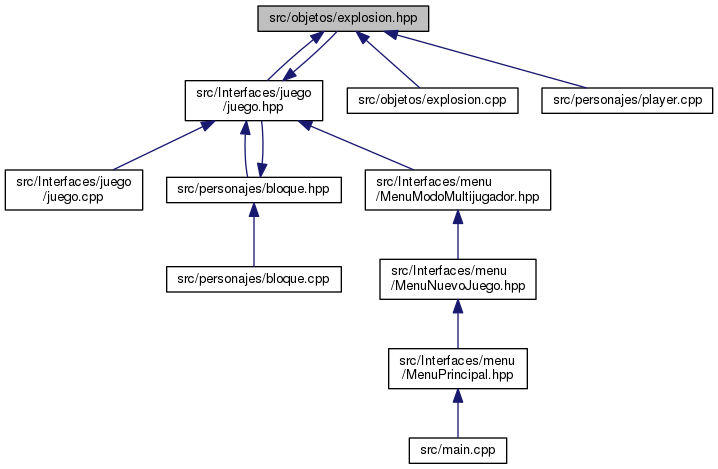 src/objetos/explosion.hpp
src/Interfaces/juego
/juego.hpp
src/objetos/explosion.cpp
src/personajes/player.cpp
src/Interfaces/juego
/juego.cpp
src/personajes/bloque.hpp
src/Interfaces/menu
/MenuModoMultijugador.hpp
src/personajes/bloque.cpp
src/Interfaces/menu
/MenuNuevoJuego.hpp
src/Interfaces/menu
/MenuPrincipal.hpp
src/main.cpp